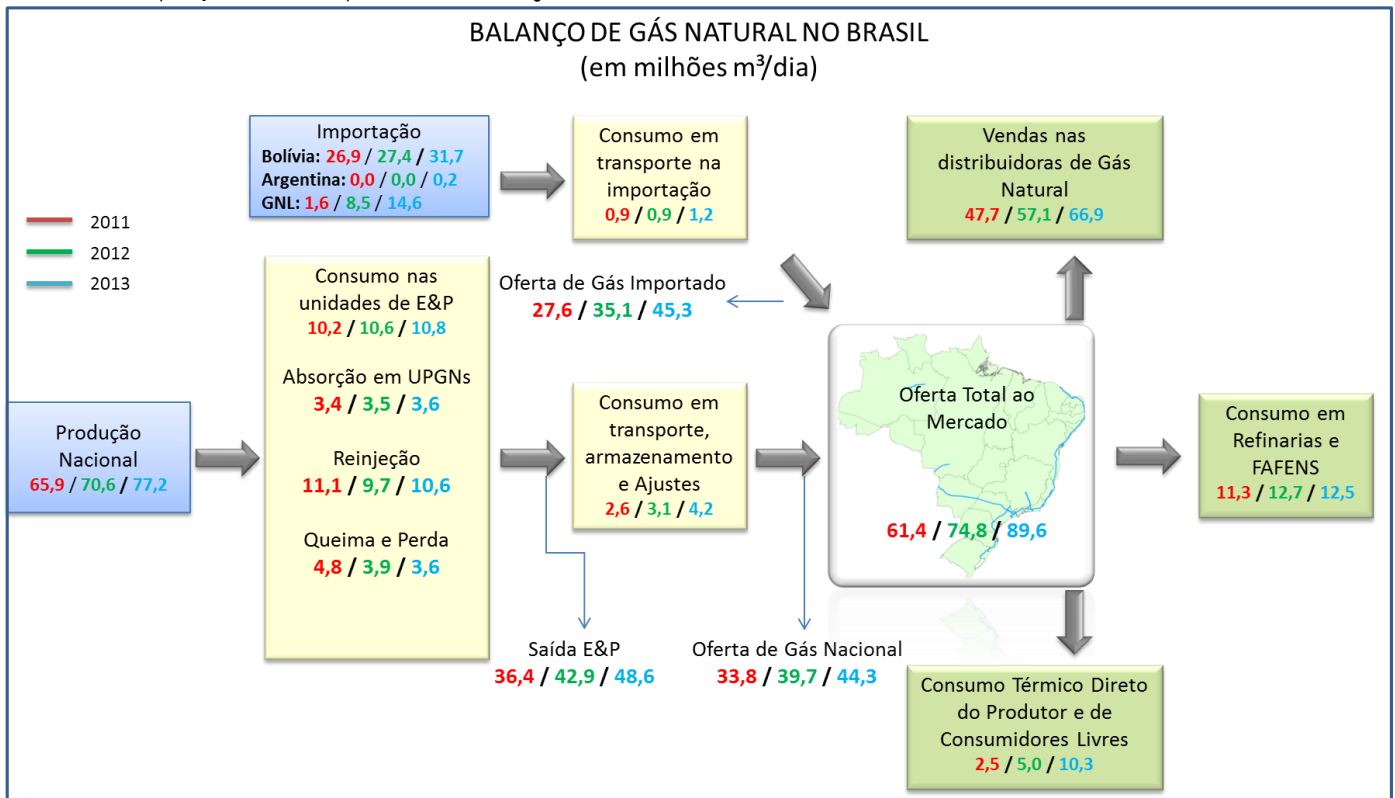 BALANÇO DE GÁS NATURAL NO BRASIL
(em milhões m³/dia)
Importação
Bolívia: 26,9 / 27,4 / 31,7
Argentina: 0,0 / 0,0 / 0,2
GNL: 1,6 / 8,5 / 14,6
Consumo em
transporte na
importação
0,9 / 0,9 / 1,2
Vendas nas
distribuidoras de Gás
Natural
47,7 / 57,1 / 66,9
2011
2012
2013
Consumo nas
unidades de E&P
10,2 / 10,6 / 10,8
Absorção em UPGNs
3,4 / 3,5 / 3,6
Reinjeção
11,1 / 9,7 / 10,6
Queima e Perda
4,8 / 3,9 / 3,6
Oferta de Gás Importado
27,6 / 35,1 / 45,3
Produção
Nacional
65,9 / 70,6 / 77,2
Consumo em
transporte,
armazenamento
e Ajustes
2,6 / 3,1 / 4,2
Oferta Total ao
Mercado
61,4 / 74,8 / 89,6
Consumo em
Refinarias e
FAFENS
11,3 / 12,7 / 12,5
Saída E&P
36,4 / 42,9 / 48,6
Oferta de Gás Nacional
33,8 / 39,7 / 44,3
Consumo Térmico Direto
do Produtor e de
Consumidores Livres
2,5 / 5,0 / 10,3